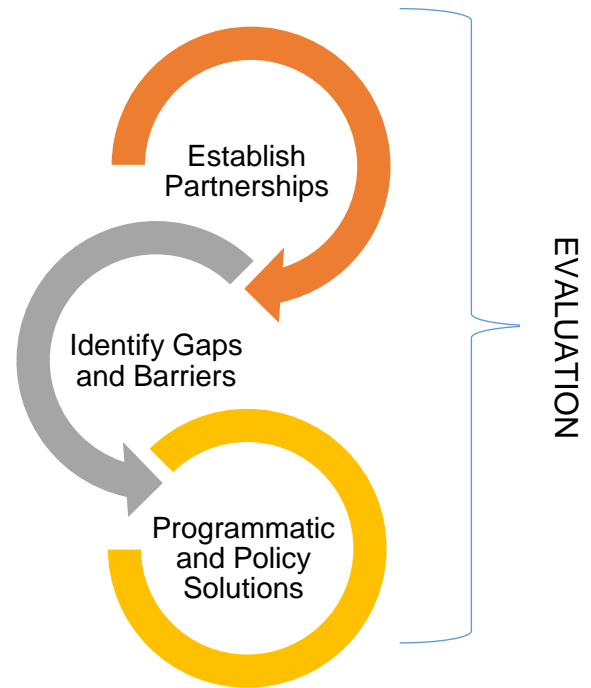 Establish
Partnerships
Identify Gaps
and Barriers
Programmatic
and Policy
Solutions
EVALUATION